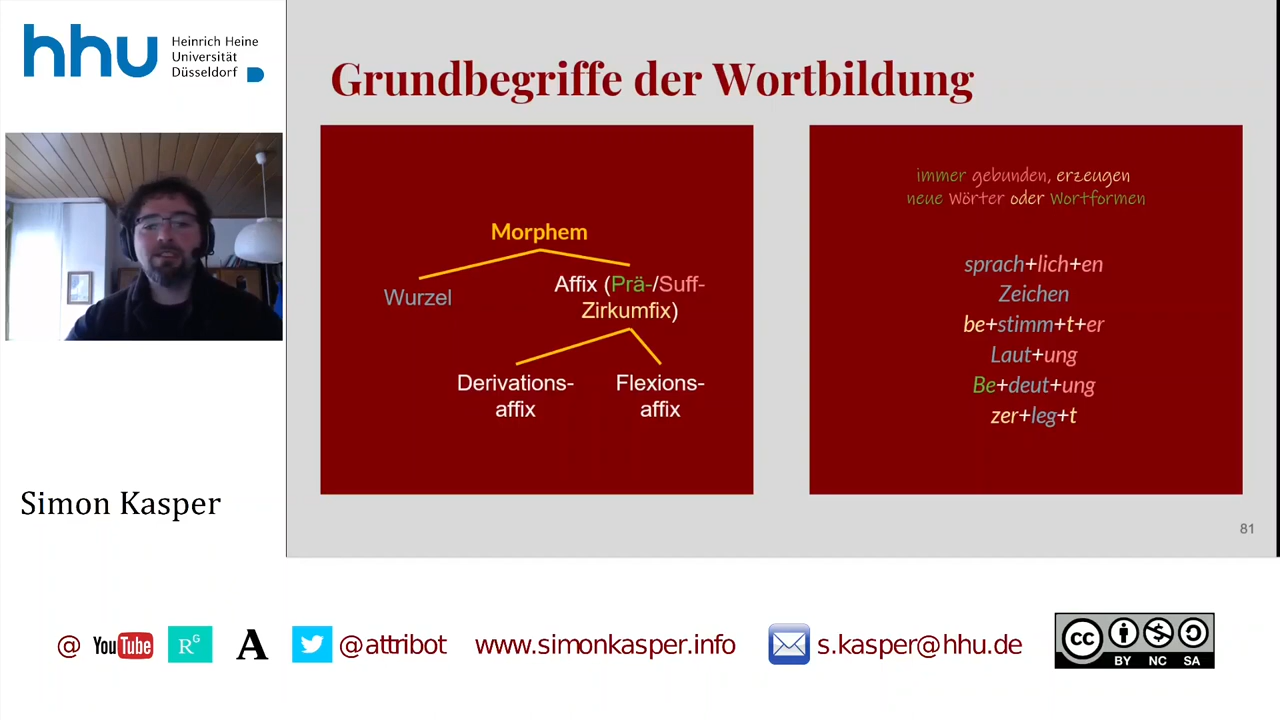 hhu
Heinrich Heine
Universität
Düsseldorf
Simon Kasper
Grundbegriffe der Wortbildung
Morphem
Wurzel
Affix (Prä-/Suff-
Zirkumfix)
Derivations-
affix
Flexions-
affix
immer gebunden, erzeugen
neue Wörter oder Wortformen
sprach+lich+en
Zeichen
be+stimm+t+er
Laut+ung
Be+deut+ung
zer+leg+t
81
@ YouTube RG A @attribot www.simonkasper.info s.kasper@hhu.de
cc BY NC SA